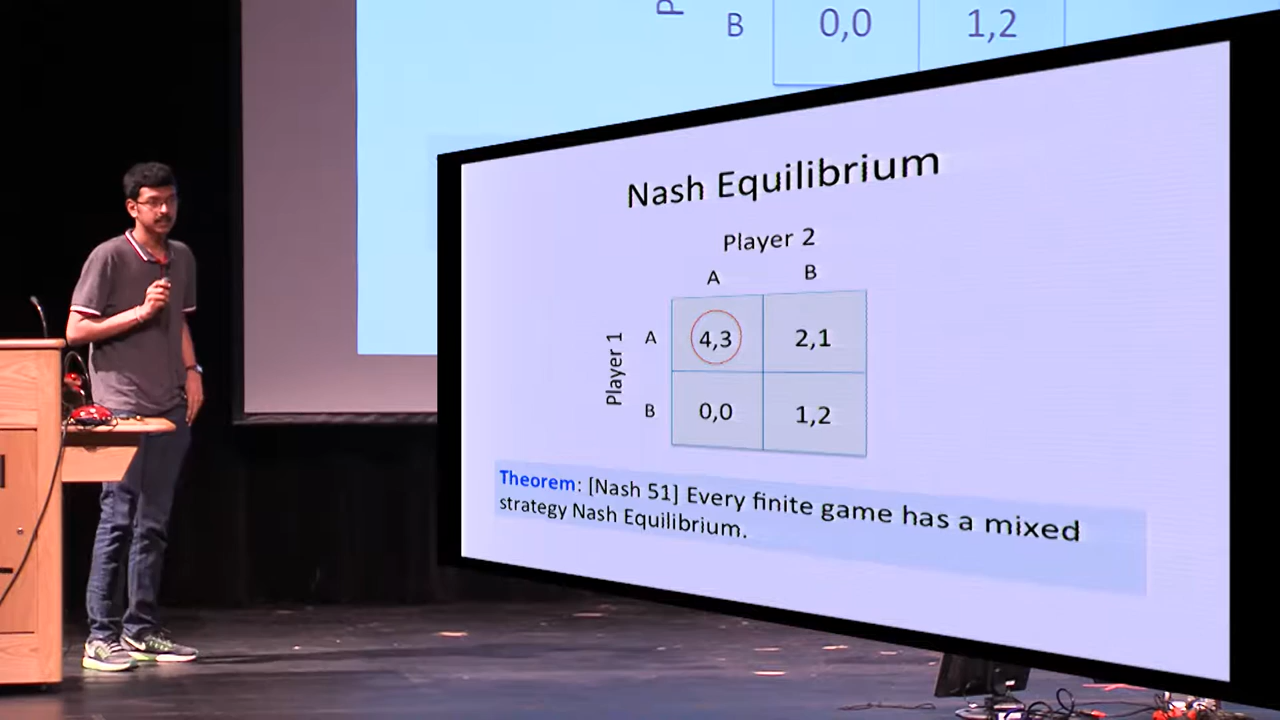 B 0,0 1,2
Nash Equilibrium
Player 2
A B
Player 1
A 4,3 2,1
B 0,0 1,2
Theorem: [Nash 51] Every finite game has a mixed
strategy Nash Equilibrium.